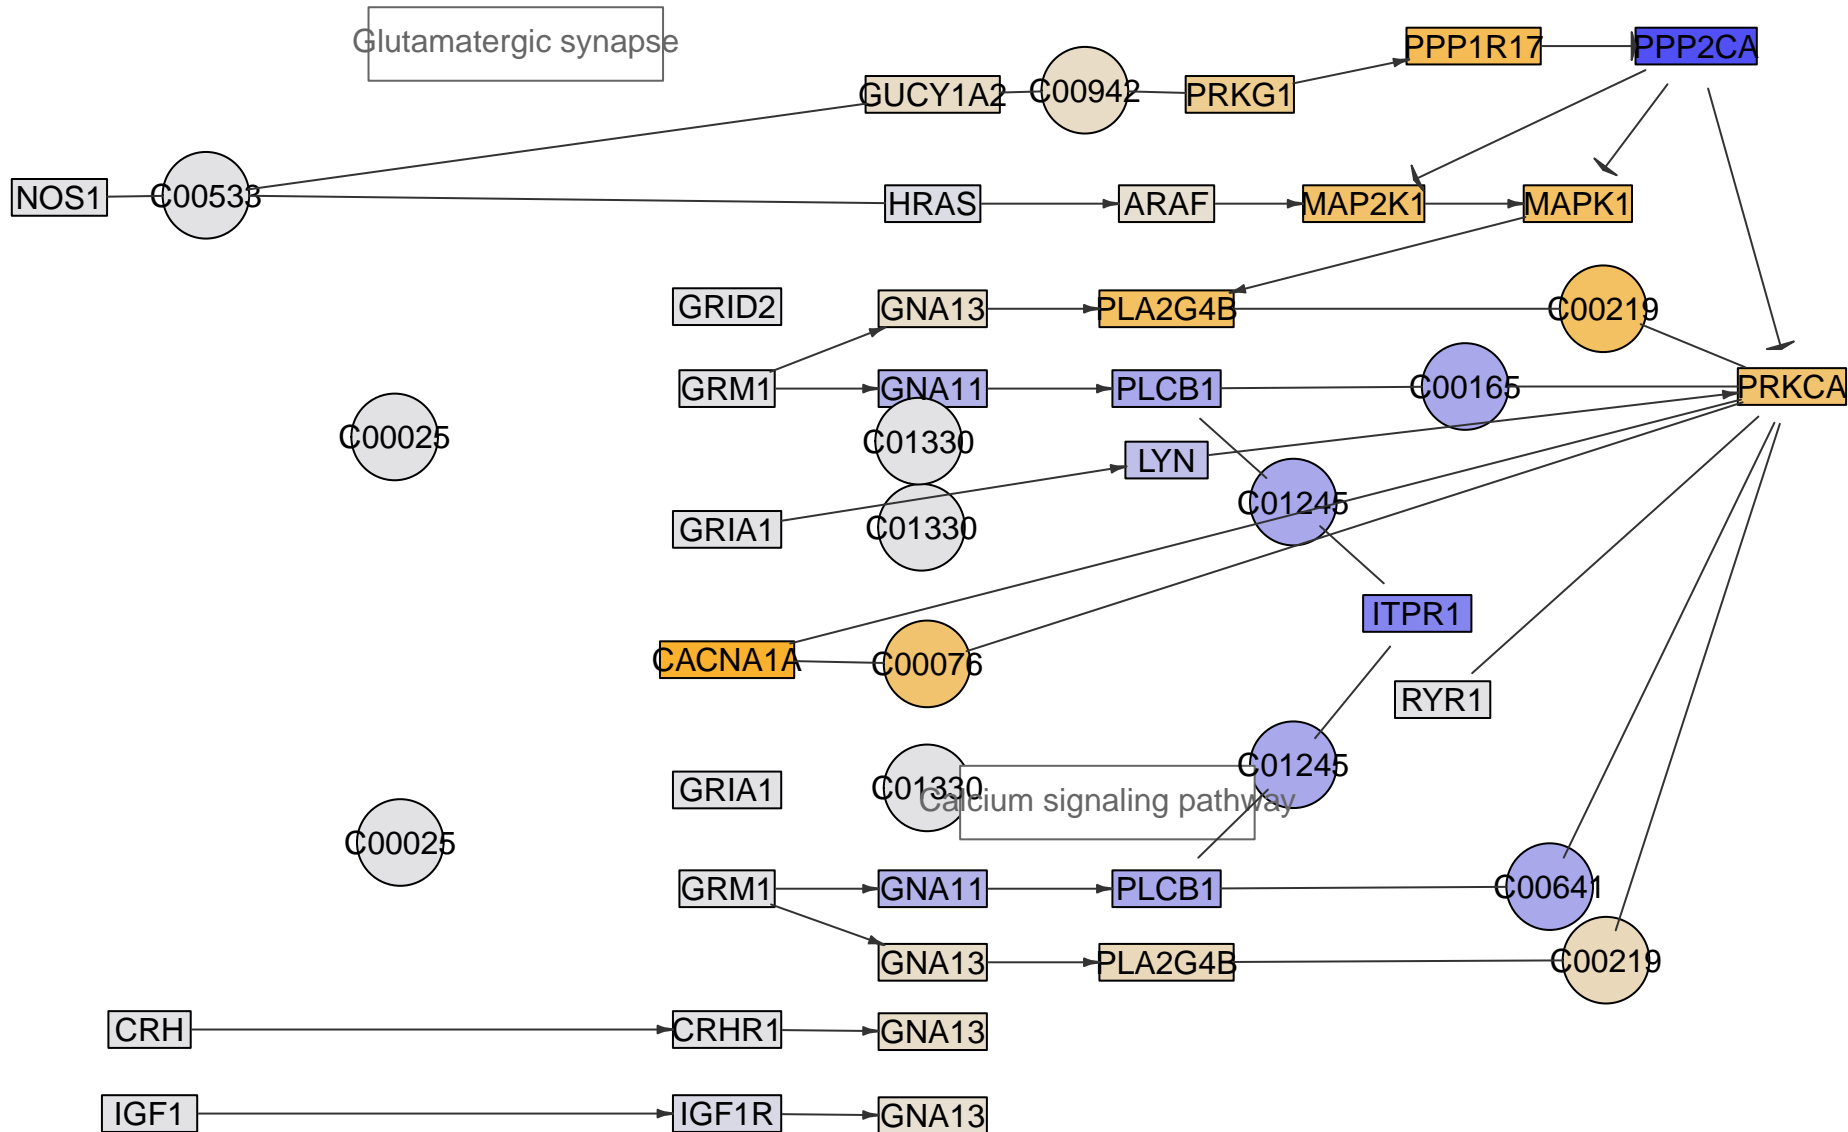 Glutamatergic synapse
PPP1R17
PPP2CA
GUCY1A2
C00942
PRKG1
NOS1
C00533
HRAS
ARAF
MAP2K1
MAPK1
GRID2
GNA13
PLA2G4B
C00219
GRM1
GNA11
PLCB1
C00165
PRKCA
C00025
C01330
LYN
C01245
GRIA1
C01330
ITPR1
CACNA1A
C00076
RYR1
C01245
GRIA1
C01330
Calcium signaling pathway
C00025
GRM1
GNA11
PLCB1
C00641
GNA13
PLA2G4B
C00219
CRH
CRHR1
GNA13
IGF1
IGF1R
GNA13